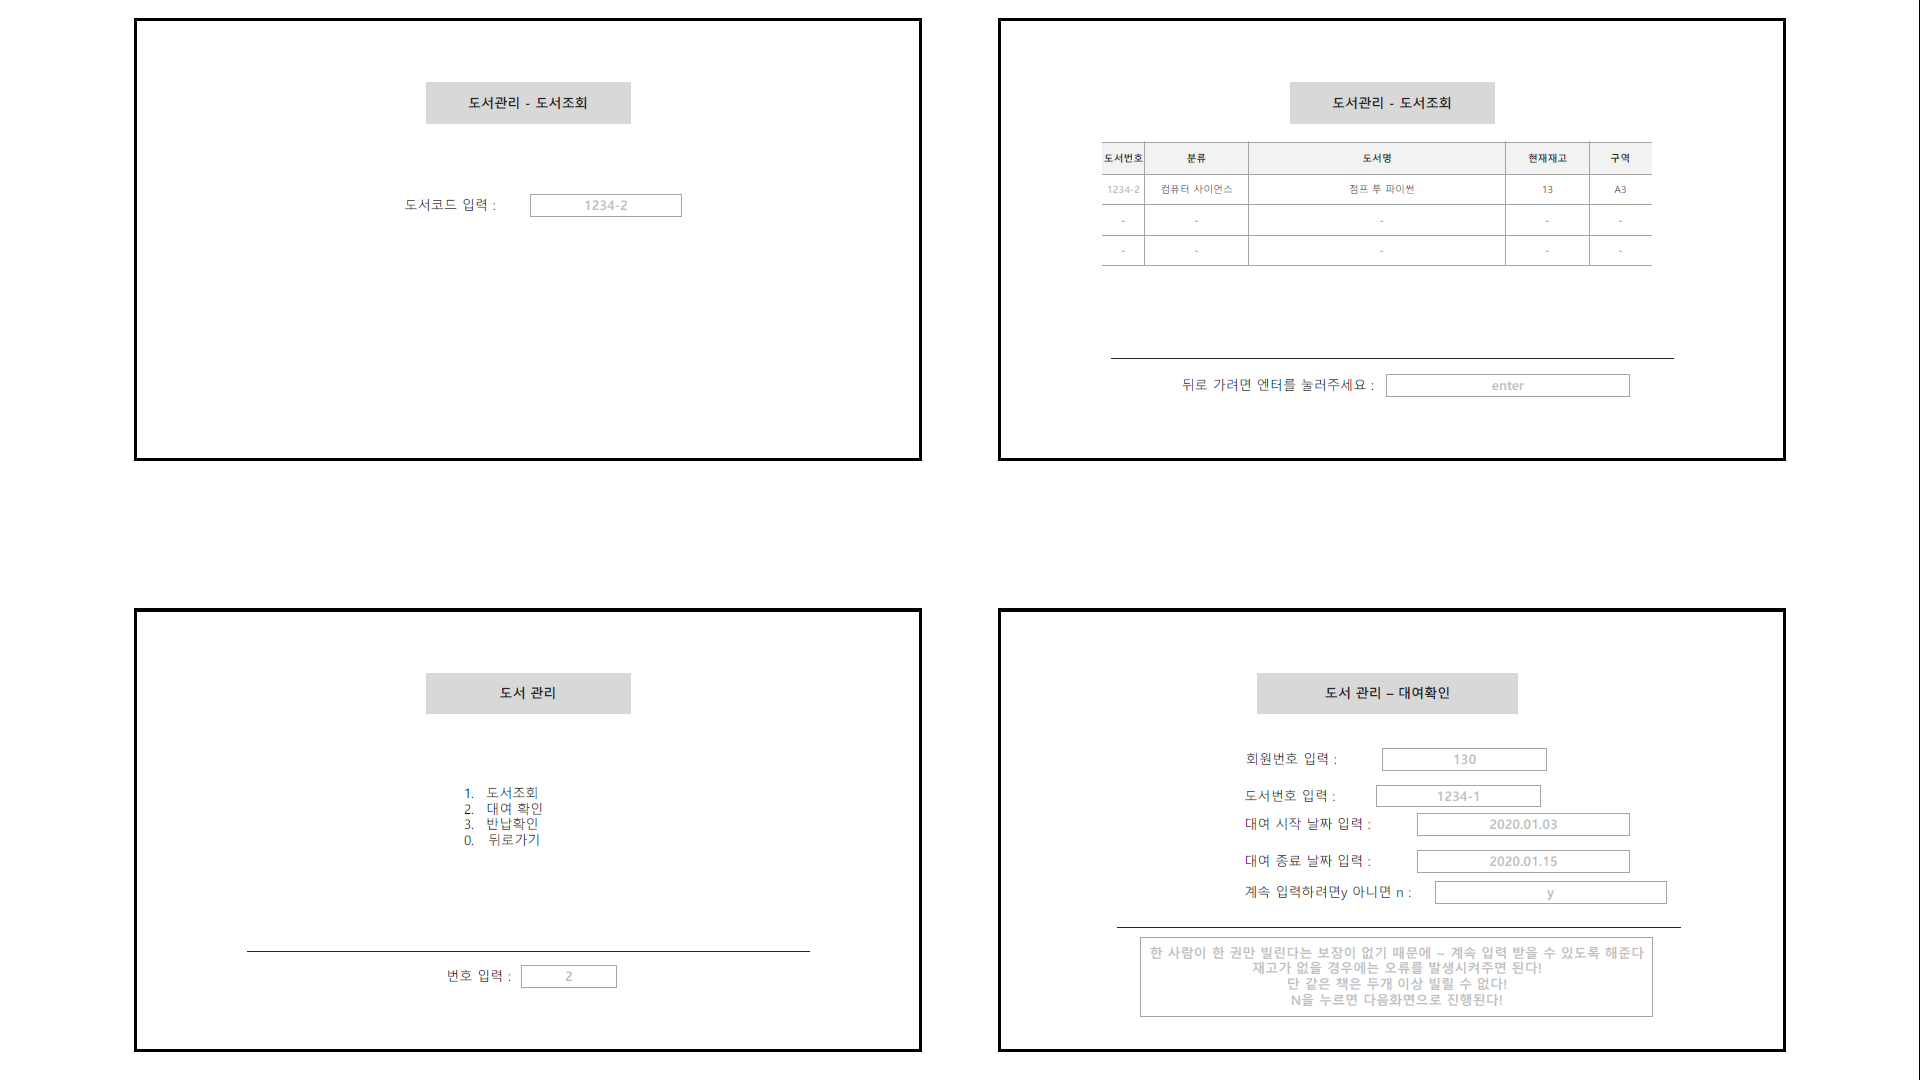 도서관리 - 도서조회
도서코드 입력 : 1234-2
도서관리 - 도서조회
도서번호 분류 도서명 현재재고 구역
1234-2 컴퓨터 사이언스 점프 투 파이썬 13 A3
- - - - -
- - - - -
뒤로 가려면 엔터를 눌러주세요 : enter
도서 관리
1. 도서조회
2. 대여 확인
3. 반납확인
0. 뒤로가기
번호 입력 : 2
도서 관리 – 대여확인
회원번호 입력 : 130
도서번호 입력 : 1234-1
대여 시작 날짜 입력 : 2020.01.03
대여 종료 날짜 입력 : 2020.01.15
계속 입력하려면y 아니면 n : y
한 사람이 한 권만 빌린다는 보장이 없기 때문에 ~ 계속 입력 받을 수 있도록 해준다
재고가 없을 경우에는 오류를 발생시켜주면 된다!
단 같은 책은 두개 이상 빌릴 수 없다!
N을 누르면 다음화면으로 진행된다!